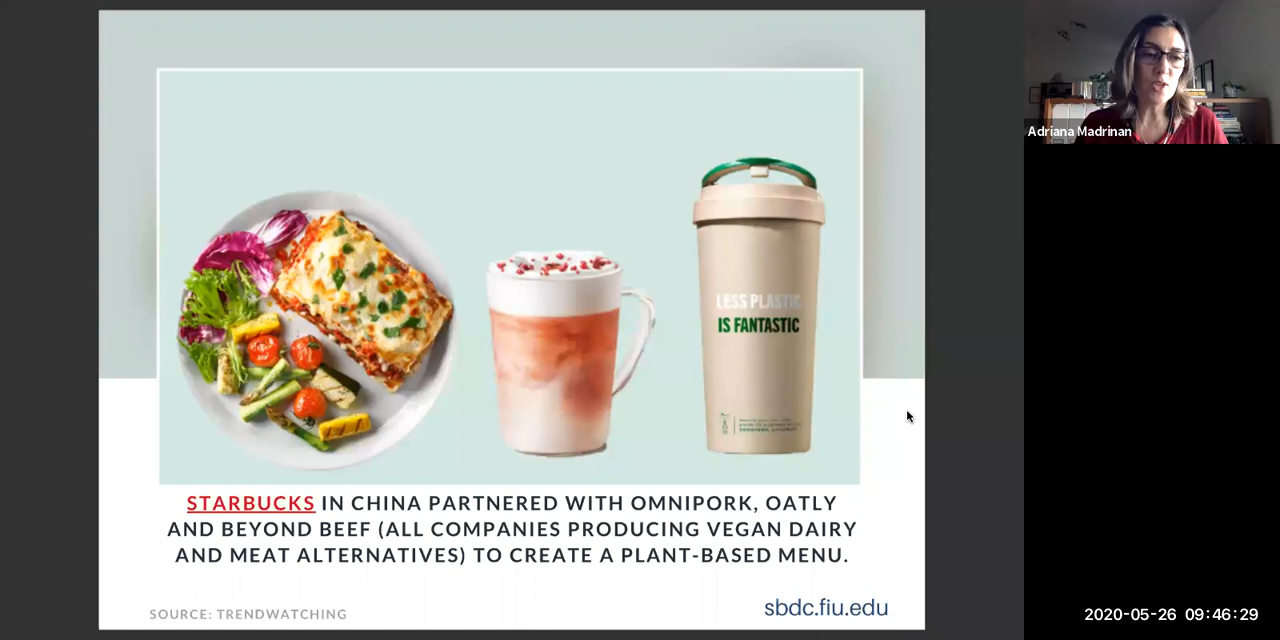 Adriana Madrinan
LESS PLASTIC
IS FANTASTIC
STARBUCKS IN CHINA PARTNERED WITH OMNIPORK, OATLY
AND BEYOND BEEF (ALL COMPANIES PRODUCING VEGAN DAIRY
AND MEAT ALTERNATIVES) TO CREATE A PLANT-BASED MENU.
SOURCE: TRENDWATCHING
sbdc.fiu.edu
2020-05-26 09:46:29